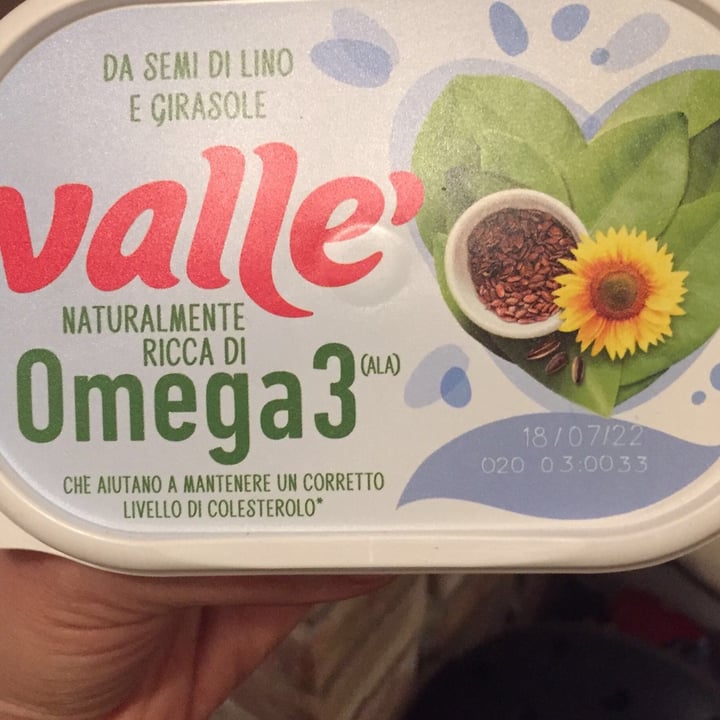 DA SEMI DI LINO
E GIRASOLE
valle'
NATURALMENTE
RICCA DI
Omega3 (ALA)
CHE AIUTANO A MANTENERE UN CORRETTO
LIVELLO DI COLESTEROLO*
18/07/22
020 03:0033